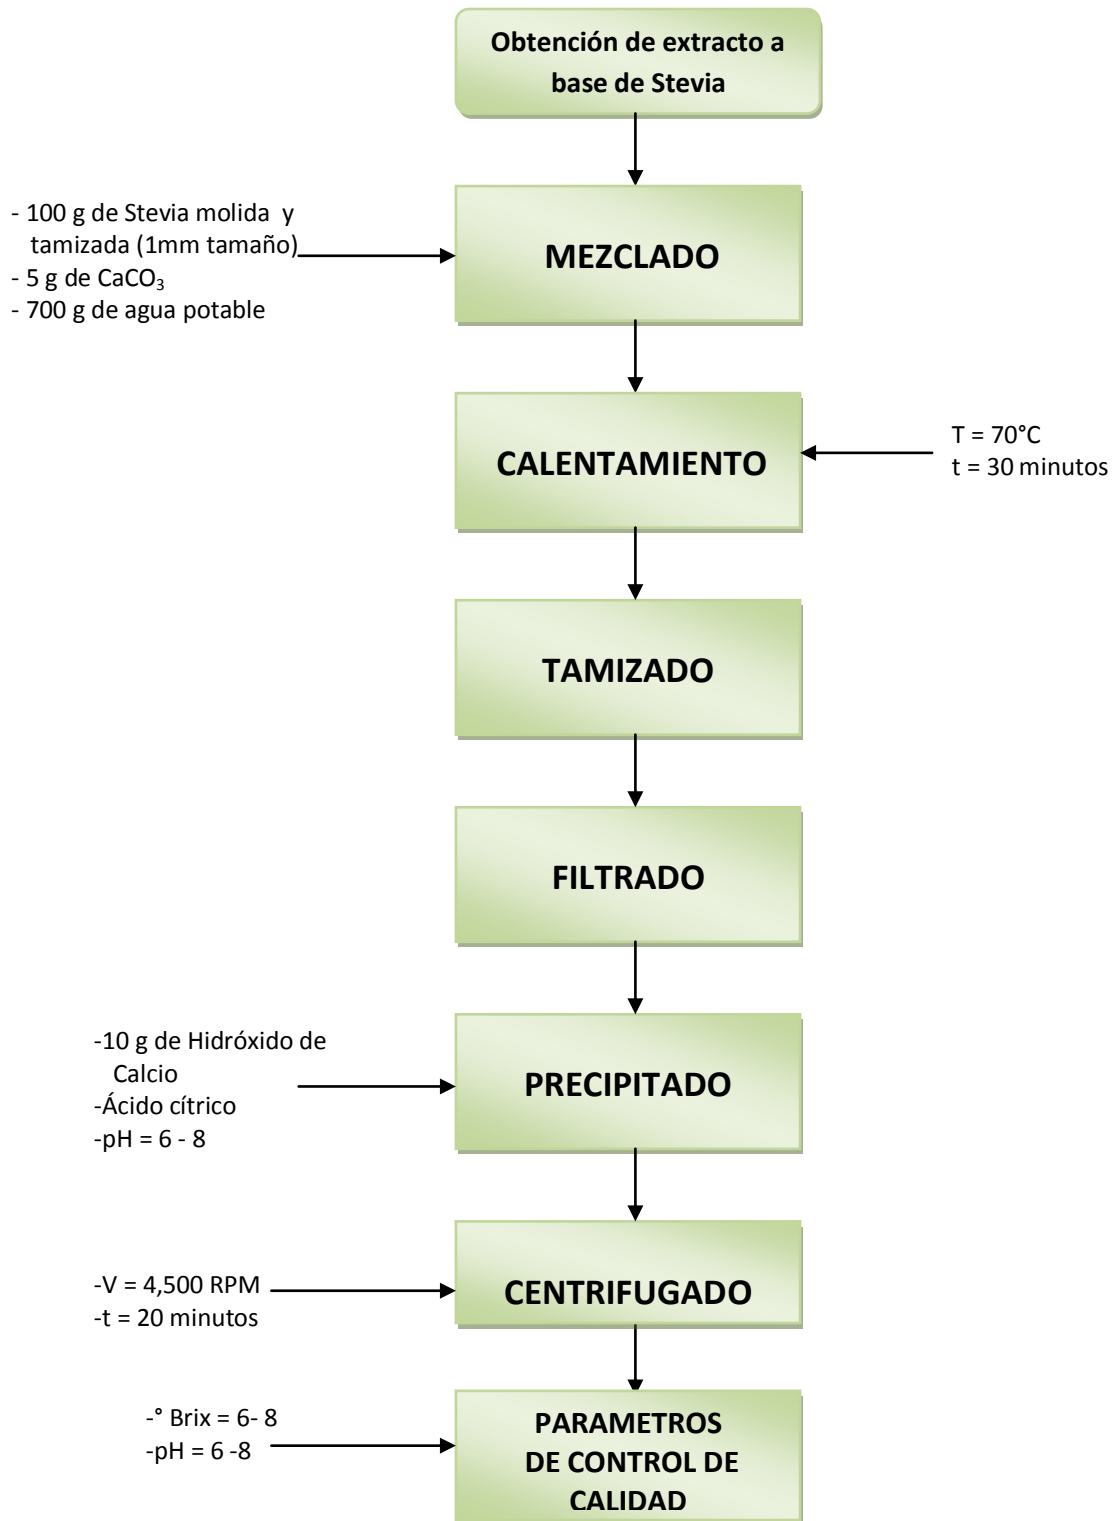 Obtención de extracto a
base de Stevia
- 100 g de Stevia molida y
tamizada (1mm tamaño)
- 5 g de CaCO₃
- 700 g de agua potable
MEZCLADO
CALENTAMIENTO
T = 70°C
t = 30 minutos
TAMIZADO
FILTRADO
-10 g de Hidróxido de
Calcio
-Ácido cítrico
-pH = 6 - 8
PRECIPITADO
-V = 4,500 RPM
-t = 20 minutos
CENTRIFUGADO
-° Brix = 6- 8
-pH = 6 -8
PARAMETROS
DE CONTROL DE
CALIDAD